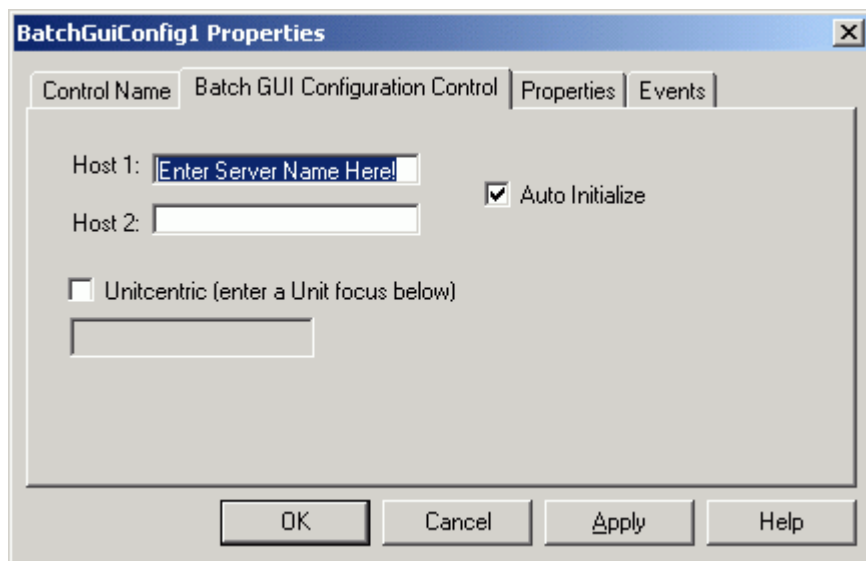 BatchGuiConfig1 Properties
Control Name Batch GUI Configuration Control Properties Events
Host 1: Enter Server Name Here!
Auto Initialize
Host 2:
Unitcentric (enter a Unit focus below)
OK Cancel Apply Help